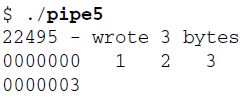 $ ./pipe5
22495 - wrote 3 bytes
0000000 1 2 3
0000003